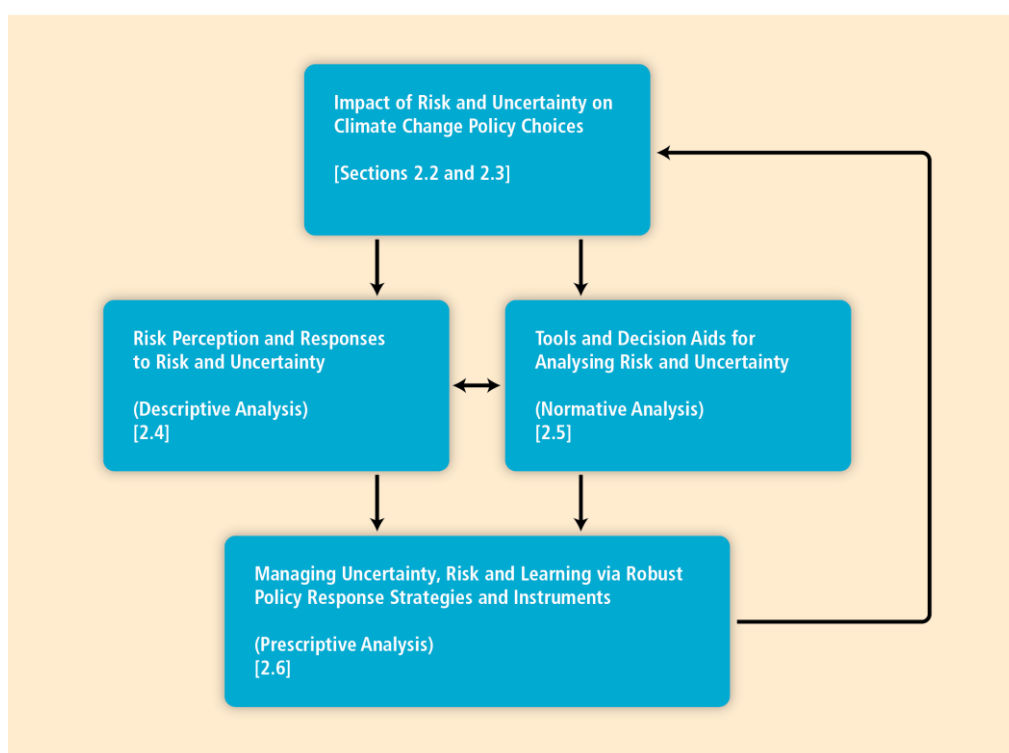 Impact of Risk and Uncertainty on
Climate Change Policy Choices
[Sections 2.2 and 2.3]
Risk Perception and Responses
to Risk and Uncertainty
(Descriptive Analysis)
[2.4]
Tools and Decision Aids for
Analysing Risk and Uncertainty
(Normative Analysis)
[2.5]
Managing Uncertainty, Risk and Learning via Robust
Policy Response Strategies and Instruments
(Prescriptive Analysis)
[2.6]